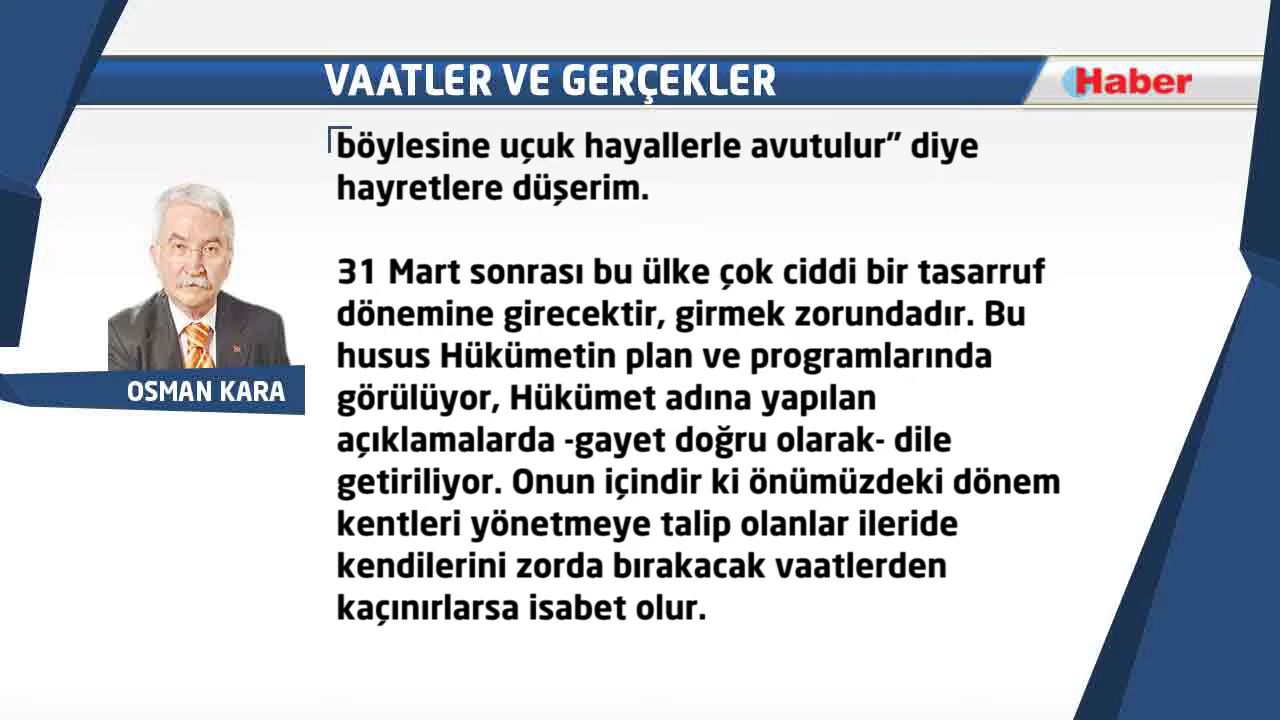 VAATLER VE GERÇEKLER
Haber
böylesine uçuk hayallerle avutulur” diye
hayretlere düşerim.
31 Mart sonrası bu ülke çok ciddi bir tasarruf
dönemine girecektir, girmek zorundadır. Bu
husus Hükümetin plan ve programlarında
görülüyor, Hükümet adına yapılan
açıklamalarda -gayet doğru olarak- dile
getiriliyor. Onun içindir ki önümüzdeki dönem
kentleri yönetmeye talip olanlar ileride
kendilerini zorda bırakacak vaatlerden
kaçınırlarsa isabet olur.
OSMAN KARA